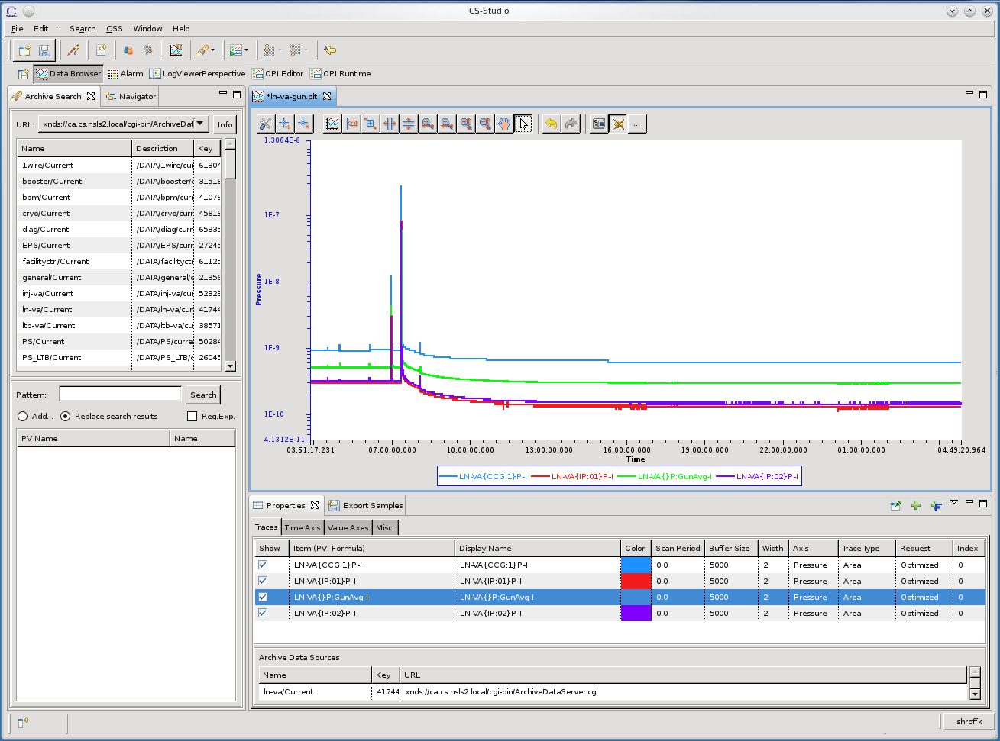 CS-Studio
File Edit Search CSS Window Help
Data Browser Alarm LogViewerPerspective OPI Editor OPI Runtime
Archive Search Navigator
URL: xnds://ca.cs.nsls2.local/cgi-bin/ArchiveDat Info
Name Description Key
1wire/Current /DATA/1wire/cur 61304
booster/Current /DATA/booster/ 31518
bpm/Current /DATA/bpm/curr 41079
cryo/Current /DATA/cryo/curr 45819
diag/Current /DATA/diag/curr 65335
EPS/Current /DATA/EPS/curr 27245
facilityctrl/Current /DATA/facilityct 61125
general/Current /DATA/general/ 21356
inj-va/Current /DATA/inj-va/cur 52323
ln-va/Current /DATA/ln-va/curr 41744
ltb-va/Current /DATA/ltb-va/cu 38571
PS/Current /DATA/PS/curre 50284
PS_LTB/Current /DATA/PS_LTB/ 26045
Pattern: Search
Add... Replace search results Reg.Exp.
PV Name Name
*ln-va-gun.plt
...
1.3064E-6
1E-7
1E-8
1E-9
1E-10
4.1312E-11
Pressure
03:51:17.231 07:00:00.000 10:00:00.000 13:00:00.000 16:00:00.000 19:00:00.000 22:00:00.000 01:00:00.000 04:49:20.964
Time
LN-VA{CCG:1}P-I LN-VA{IP:01}P-I LN-VA{}P:GunAvg-I LN-VA{IP:02}P-I
Properties Export Samples
Traces Time Axis Value Axes Misc.
Show Item (PV, Formula) Display Name Color Scan Period Buffer Size Width Axis Trace Type Request Index
LN-VA{CCG:1}P-I LN-VA{CCG:1}P-I 0.0 5000 2 Pressure Area Optimized 0
LN-VA{IP:01}P-I LN-VA{IP:01}P-I 0.0 5000 2 Pressure Area Optimized 0
LN-VA{}P:GunAvg-I LN-VA{}P:GunAvg-I 0.0 5000 2 Pressure Area Optimized 0
LN-VA{IP:02}P-I LN-VA{IP:02}P-I 0.0 5000 2 Pressure Area Optimized 0
Archive Data Sources
Name Key URL
ln-va/Current 41744 xnds://ca.cs.nsls2.local/cgi-bin/ArchiveDataServer.cgi
shroffk